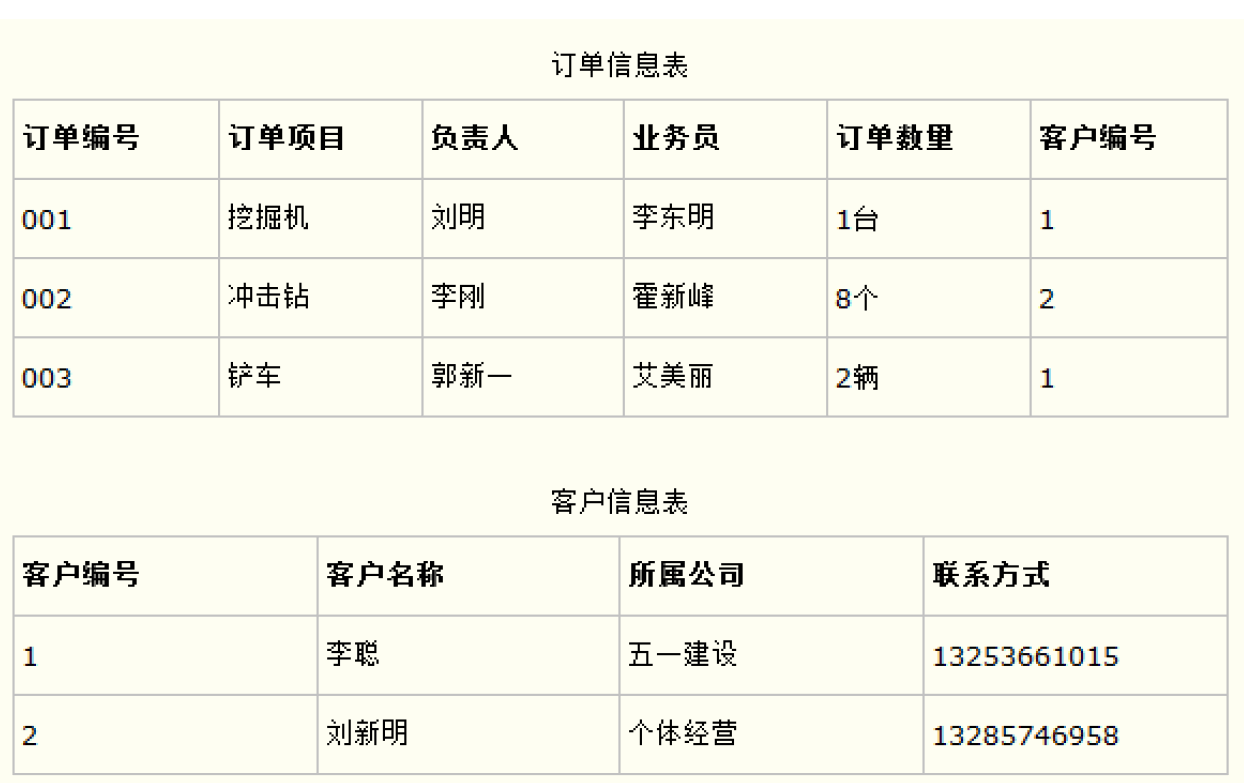 订单信息表
订单编号 订单项目 负责人 业务员 订单数量 客户编号
001 挖掘机 刘明 李东明 1台 1
002 冲击钻 李刚 霍新峰 8个 2
003 铲车 郭新一 艾美丽 2辆 1
客户信息表
客户编号 客户名称 所属公司 联系方式
1 李聪 五一建设 13253661015
2 刘新明 个体经营 13285746958